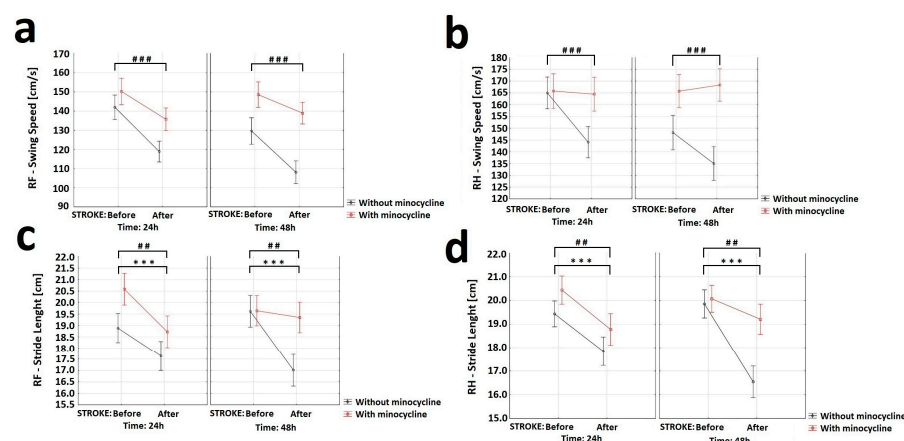 a
RF - Swing Speed [cm/s]
170
160
150
140
130
120
110
100
90
###
###
STROKE: Before After
Before After
Time: 24h
Time: 48h
Without minocycline
With minocycline
b
RH - Swing Speed [cm/s]
180
175
170
165
160
155
150
145
140
135
130
125
120
###
###
STROKE: Before After
Before After
Time: 24h
Time: 48h
Without minocycline
With minocycline
c
RF - Stride Lenght [cm]
22.0
21.5
21.0
20.5
20.0
19.5
19.0
18.5
18.0
17.5
17.0
16.5
16.0
15.5
##
***
##
***
STROKE: Before After
Before After
Time: 24h
Time: 48h
Without minocycline
With minocycline
d
RH - Stride Lenght [cm]
22.0
21.0
20.0
19.0
18.0
17.0
16.0
15.0
##
***
##
***
STROKE: Before After
Before After
Time: 24h
Time: 48h
Without minocycline
With minocycline